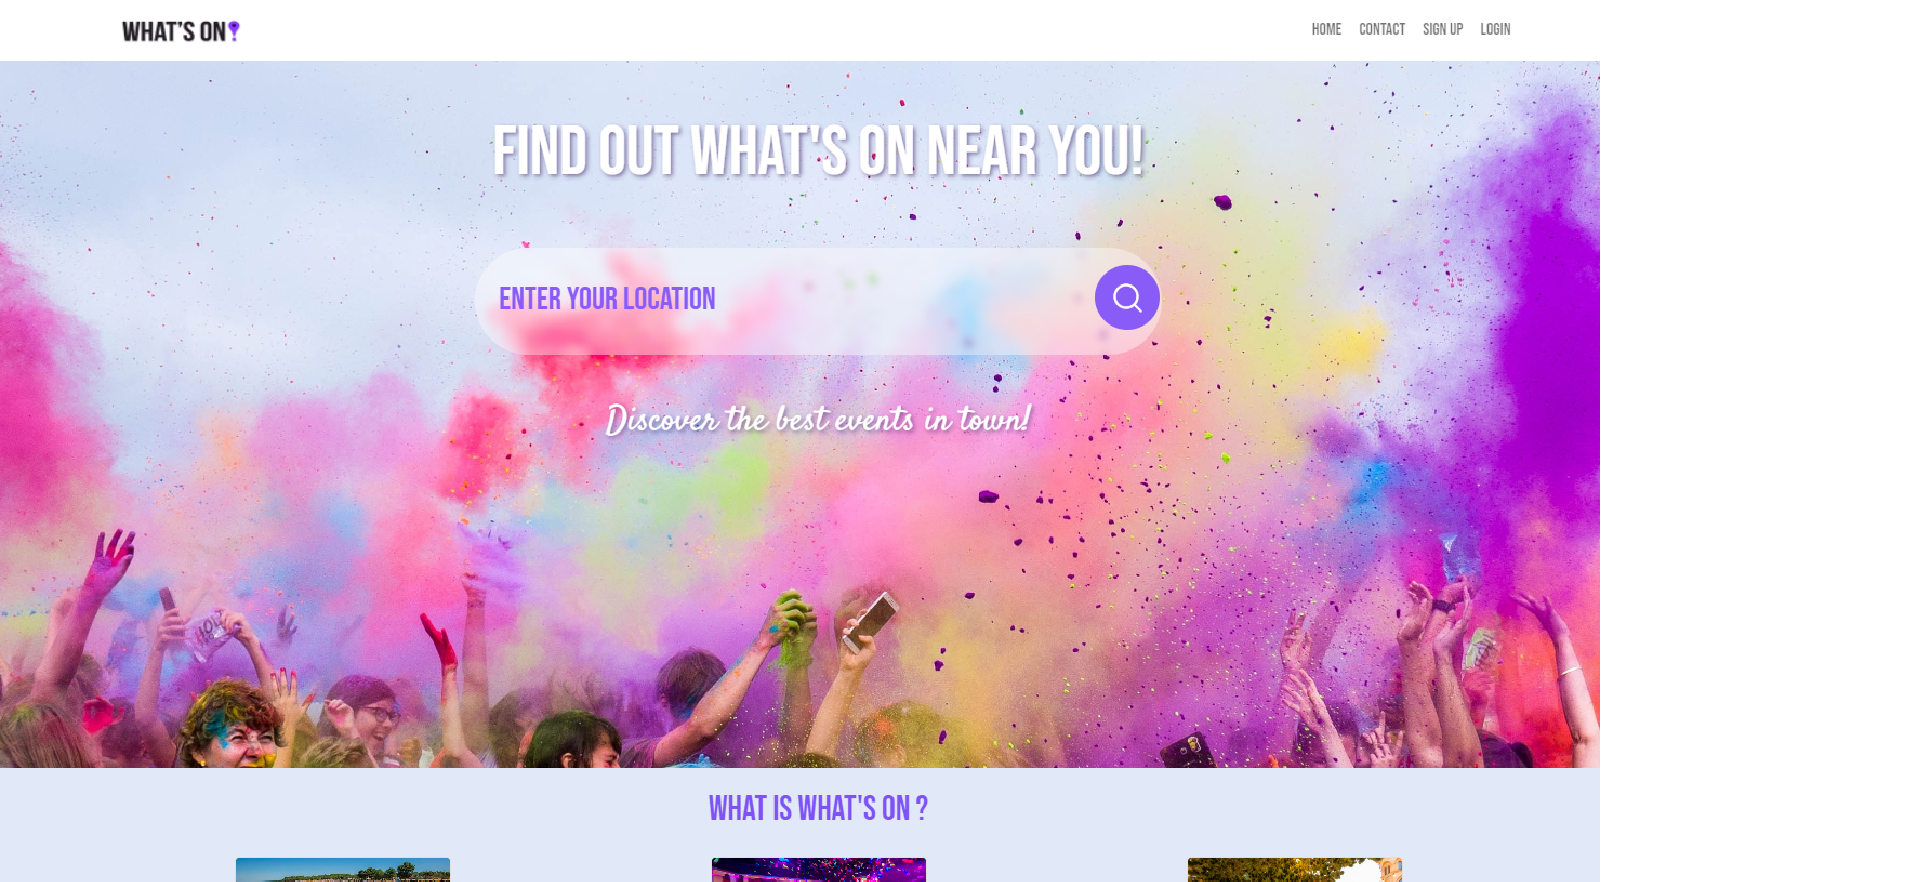 WHAT'S ON
HOME CONTACT SIGN UP LOGIN
FIND OUT WHAT'S ON NEAR YOU!
ENTER YOUR LOCATION
Discover the best events in town!
WHAT IS WHAT'S ON ?